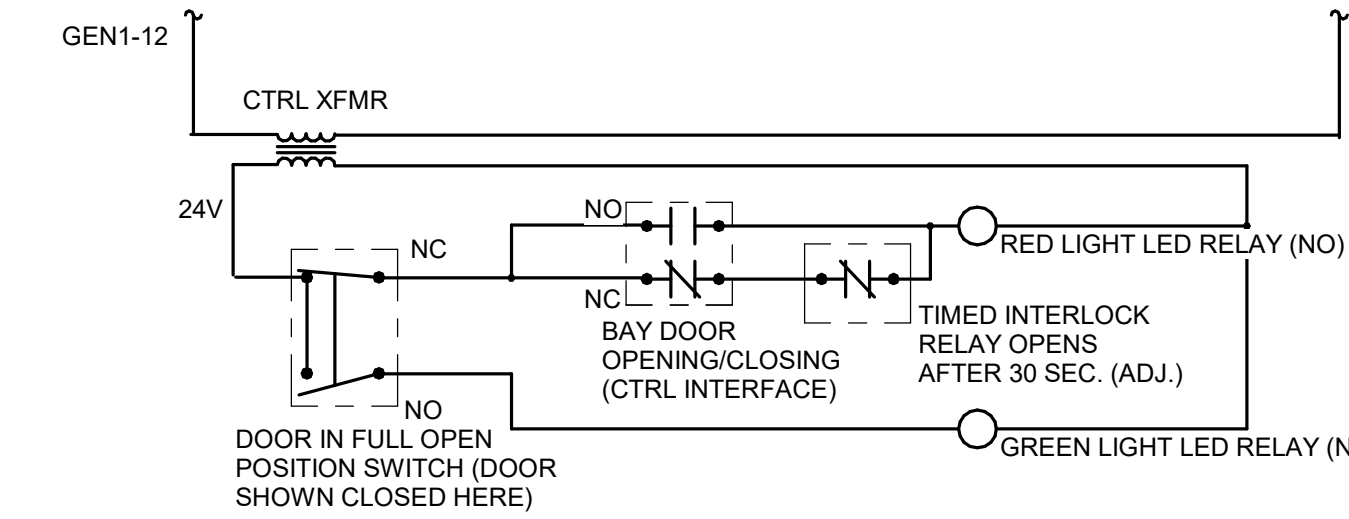 GEN1-12
CTRL XFMR
24V
NC
NO
NC
RED LIGHT LED RELAY (NO)
BAY DOOR
OPENING/CLOSING
(CTRL INTERFACE)
TIMED INTERLOCK
RELAY OPENS
AFTER 30 SEC. (ADJ.)
NO
DOOR IN FULL OPEN
POSITION SWITCH (DOOR
SHOWN CLOSED HERE)
GREEN LIGHT LED RELAY (N